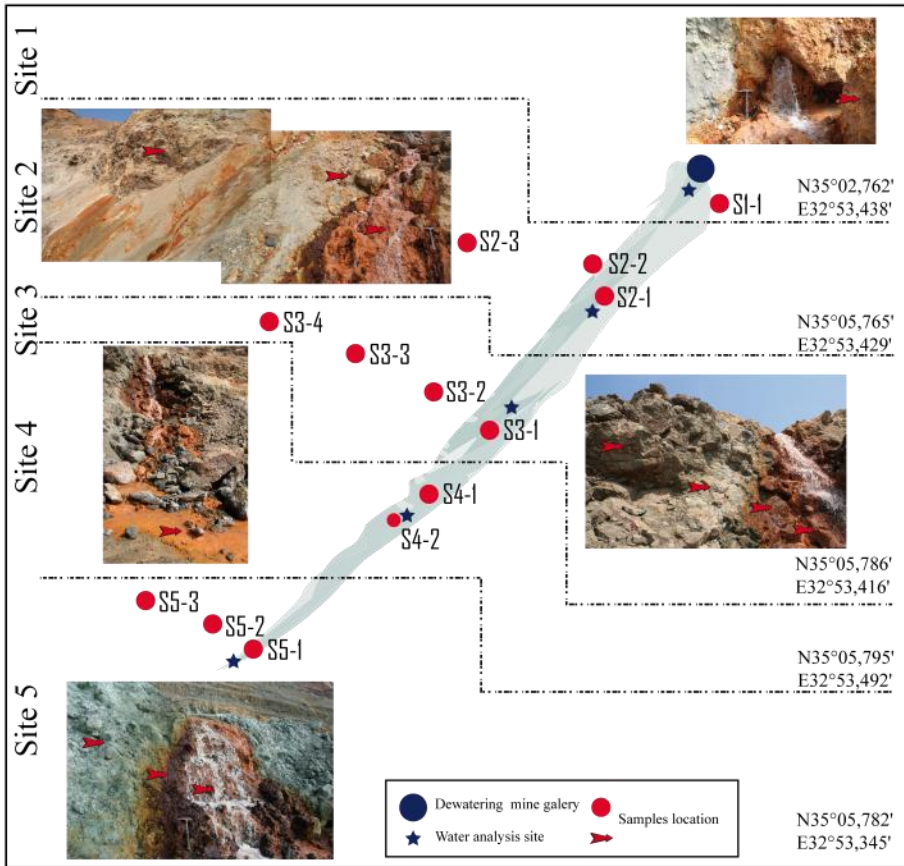 Site 1
N35°02,762'
E32°53,438'
S1-1
Site 2
S2-3
S2-2
S2-1
N35°05,765'
E32°53,429'
Site 3
S3-4
S3-3
S3-2
S3-1
Site 4
S4-1
S4-2
N35°05,786'
E32°53,416'
S5-3
S5-2
S5-1
N35°05,795'
E32°53,492'
Site 5
Dewatering mine galery
Samples location
Water analysis site
N35°05,782'
E32°53,345'